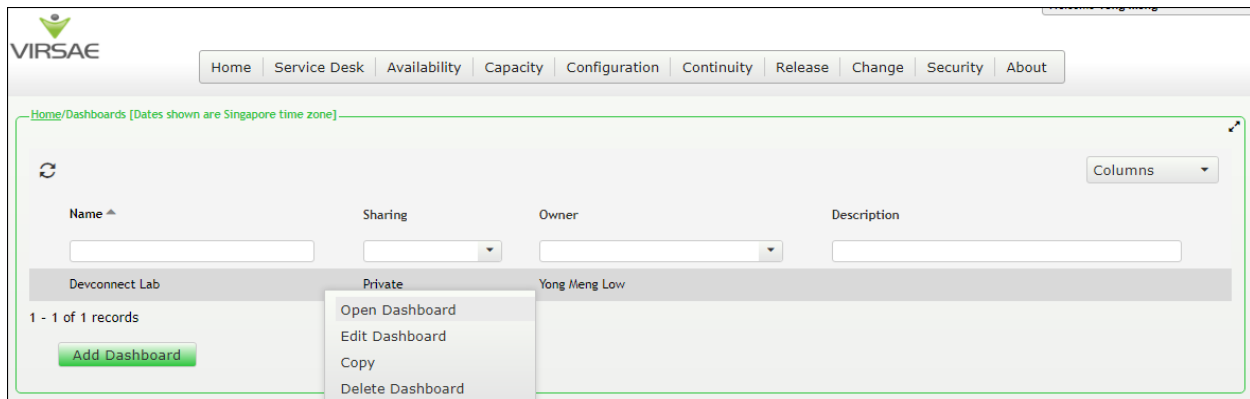 VIRSAE
Home Service Desk Availability Capacity Configuration Continuity Release Change Security About
Home/Dashboards [Dates shown are Singapore time zone]
Columns
Name Sharing Owner Description
Devconnect Lab Private Yong Meng Low
1 - 1 of 1 records
Add Dashboard
Open Dashboard
Edit Dashboard
Copy
Delete Dashboard